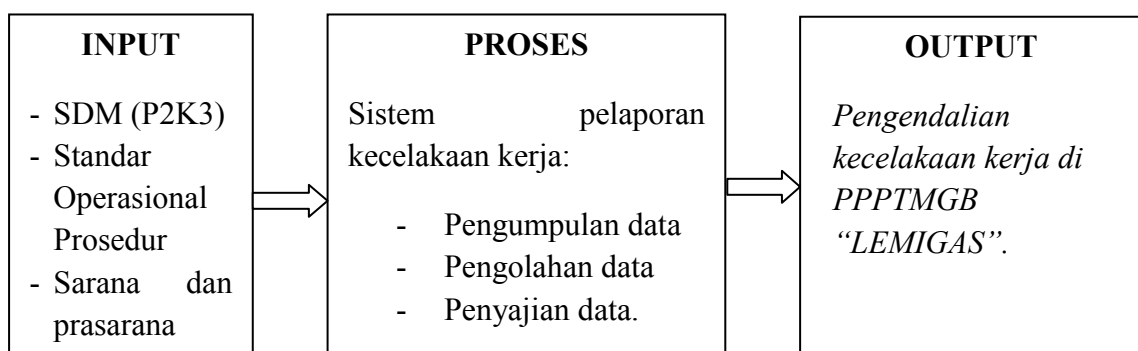 INPUT
- SDM (P2K3)
- Standar
Operasional
Prosedur
- Sarana dan
prasarana
PROSES
Sistem pelaporan
kecelakaan kerja:
- Pengumpulan data
- Pengolahan data
- Penyajian data.
OUTPUT
Pengendalian
kecelakaan kerja di
PPPTMGB
“LEMIGAS”.